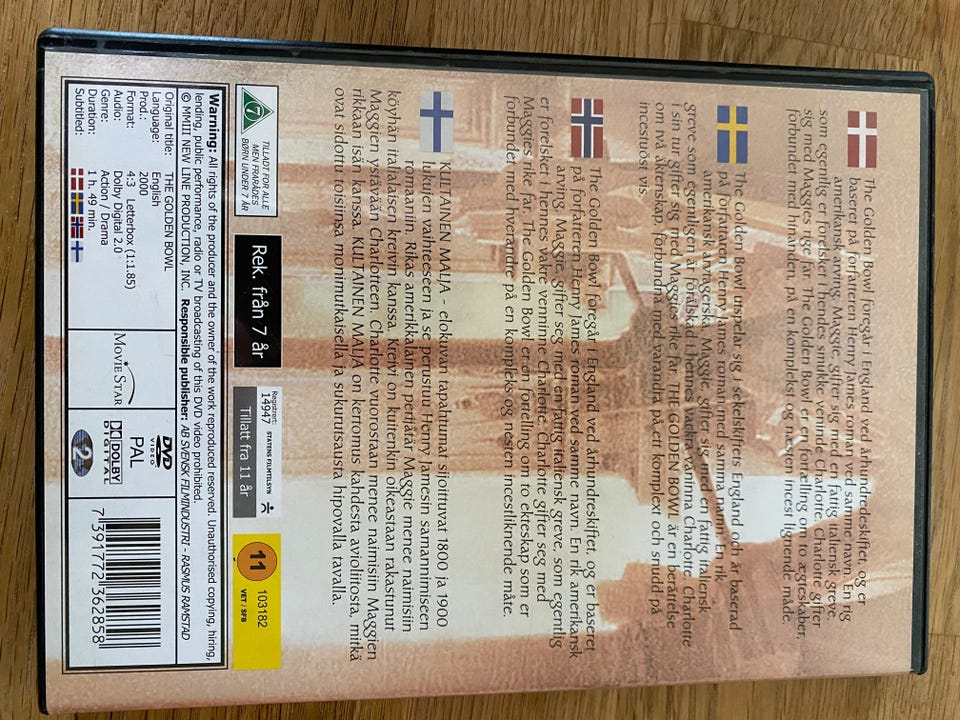 The Golden Bowl foregår i England ved århundredeskiftet, og er
baseret på forfatteren Henny James roman ved samme navn. En rig
amerikansk arving, Maggie, gifter sig med en fattig italiensk greve,
som egenlig er forelsket i hendes smukke veninde Charlotte. Charlotte gifter
sig med Maggies rige far. The Golden Bowl er en fortælling om to ægteskaber,
forbundet med hinanden, på en komplekst og næsten incest lignende måde.
The Golden Bowl utspelar sig i sekelskiftets England och är baserad
på författaren Henny James roman med samma namn. En rik
amerikansk arvtagerska, Maggie, gifter sig med en fattig italiensk
greve som egentligen är förälskad i hennes vackra väninna Charlotte. Charlotte
i sin tur gifter sig med Maggies rike far. THE GOLDEN BOWL är en berättelse
om två äktenskap, förbundna med varandra på ett komplext och snudd på
incestuöst vis.
The Golden Bowl foregår i England ved århundeskiftet, og er baseret
på forfatteren Henny James roman ved samme navn. En rik amerikansk
arving, Maggie, gifter seg med en fattig italiensk greve, som egentlig
er forelsket i hennes vakre venninne Charlotte. Charlotte gifter seg med
Maggies rike far. The Golden Bowl er en fortelling om to ekteskap som er
forbundet med hverandre på en kompleks og nesten incestliknende måte.
KULTAINEN MALJA - elokuvan tapahtumat sijoittuvat 1800 ja 1900
lukujen vaihteeseen ja se perustuu Henny Jamesin samannimiseen
romaaniin. Rikas amerikkalainen perijätär Maggie menee naimisiin
köyhän italialaisen kreivin kanssa. Kreivi on kuitenkin oikeastaan rakastunut
Maggien ystävään Charlotteen. Charlotte vuorostaan menee naimisiin Maggien
rikkaan isän kanssa. KULTAINEN MALJA on kertomus kahdesta avioliitosta, mitkä
ovat sidottu toisiinsa monimutkaisella ja sukurutsausta hipovalla tavalla.
7
TILLADT FOR ALLE
MEN FRARÅDES
BØRN UNDER 7 ÅR
Rek. från 7 år
Registrert: STATENS FILMTILSYN
14947
Tillatt fra 11 år
11
103182
VET / SFB
Warning: All rights of the producer and the owner of the work reproduced reserved. Unauthorised copying, hiring,
lending, public performance, radio or TV broadcasting of this DVD video prohibited.
© MMIII NEW LINE PRODUCTION, INC. Responsible publisher: AB SVENSK FILMINDUSTRI - RASMUS RAMSTAD
Original title: THE GOLDEN BOWL
Language: English
Prod.: 2000
Format: 4:3 Letterbox (1:1.85)
Audio: Dolby Digital 2.0
Genre: Action / Drama
Duration: 1 h. 49 min.
Subtitled:
MOVIE STAR
DVD
VIDEO
PAL
DOLBY
DIGITAL
2
7 391772 362858